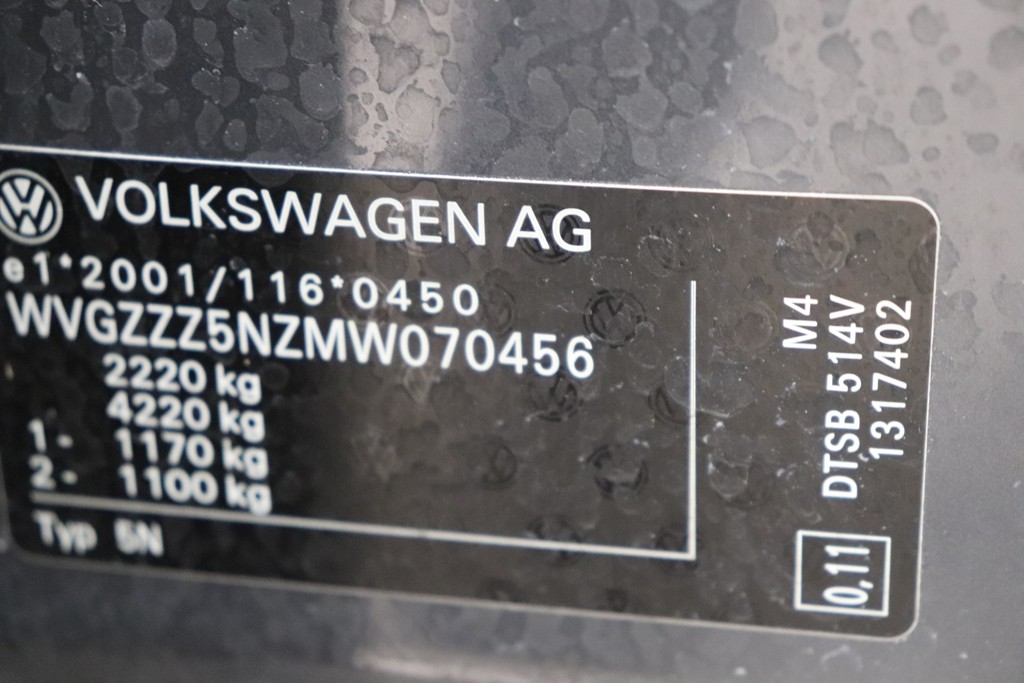 VOLKSWAGEN AG
e1*2001/116*0450
WVGZZZ5NZMW070456
2220 kg
4220 kg
1- 1170 kg
2- 1100 kg
Typ 5N
M4
DTSB 514V
1317402
0,11